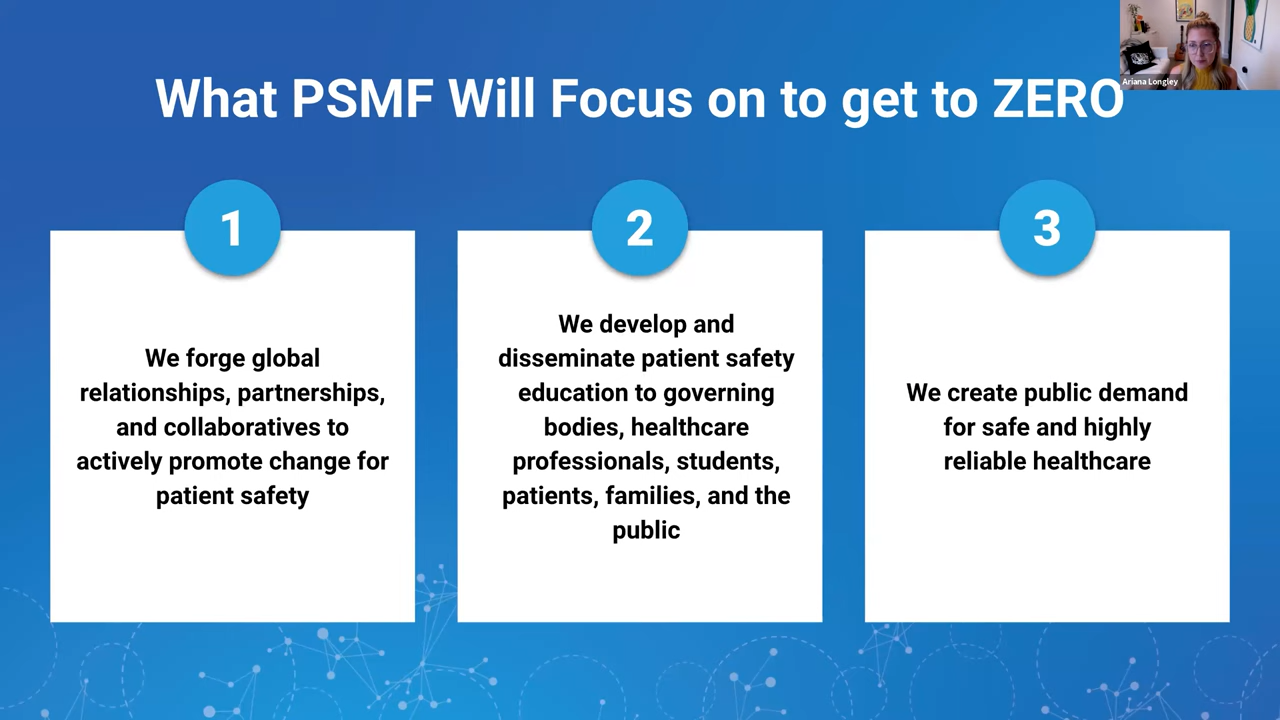 Ariana Longley
What PSMF Will Focus on to get to ZERO
1
We forge global
relationships, partnerships,
and collaboratives to
actively promote change for
patient safety
2
We develop and
disseminate patient safety
education to governing
bodies, healthcare
professionals, students,
patients, families, and the
public
3
We create public demand
for safe and highly
reliable healthcare